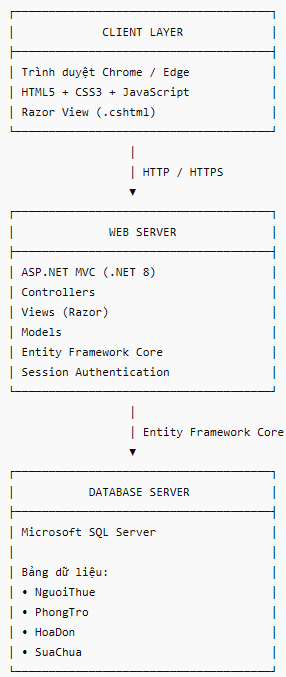 CLIENT LAYER
Trình duyệt Chrome / Edge
HTML5 + CSS3 + JavaScript
Razor View (.cshtml)
HTTP / HTTPS
WEB SERVER
ASP.NET MVC (.NET 8)
Controllers
Views (Razor)
Models
Entity Framework Core
Session Authentication
Entity Framework Core
DATABASE SERVER
Microsoft SQL Server
Bảng dữ liệu:
• NguoiThue
• PhongTro
• HoaDon
• SuaChua